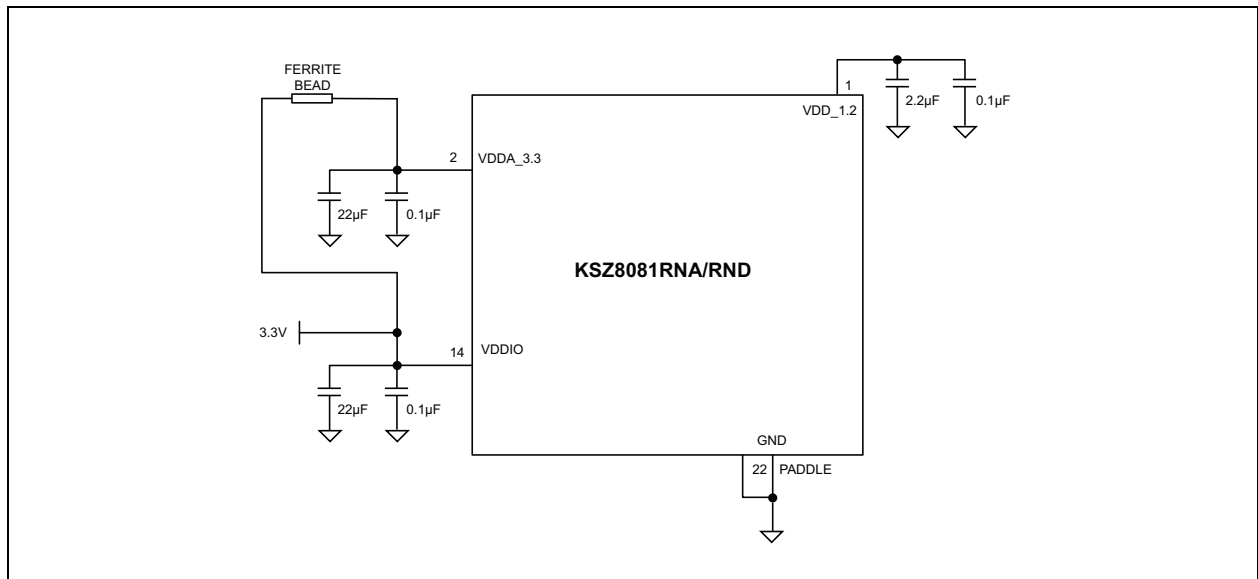 FERRITE
BEAD
1
VDD_1.2
2.2µF
0.1µF
2
VDDA_3.3
22µF
0.1µF
KSZ8081RNA/RND
3.3V
14
VDDIO
22µF
0.1µF
GND
22
PADDLE